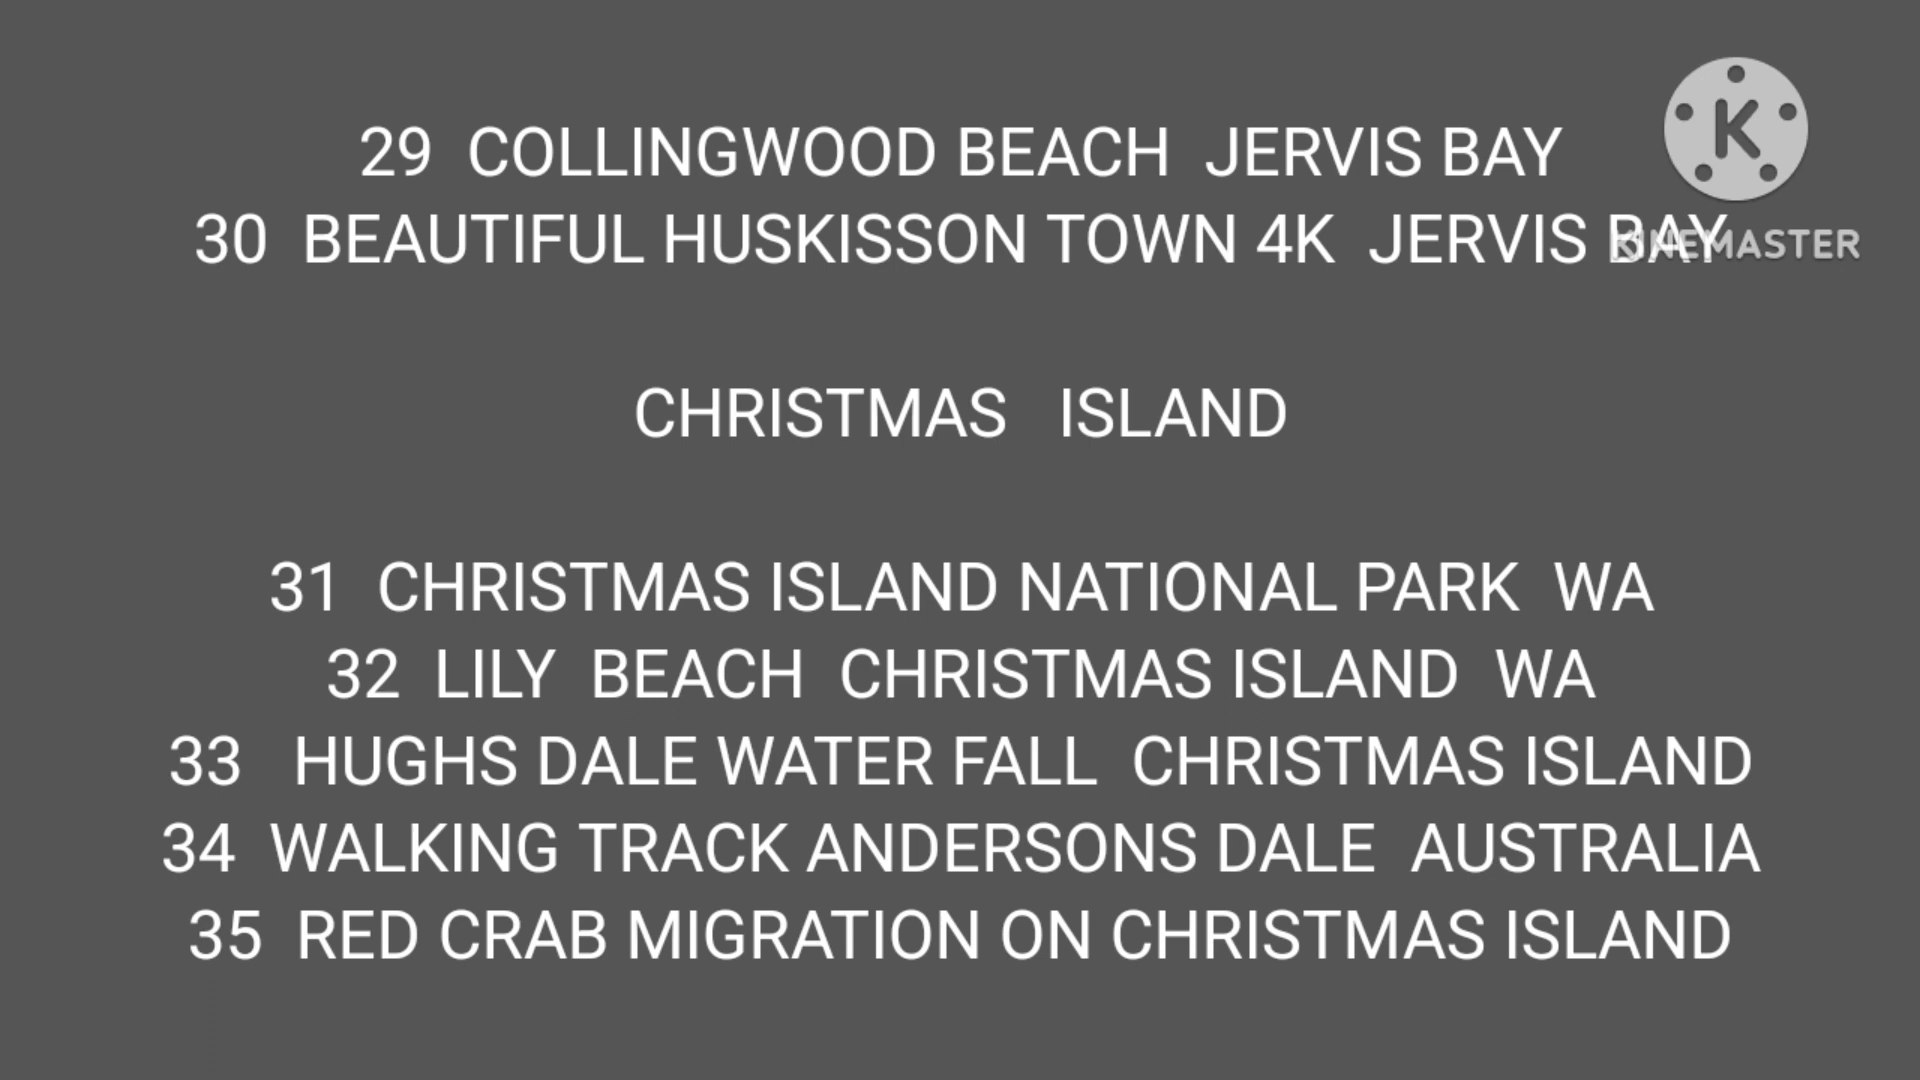 29  COLLINGWOOD BEACH  JERVIS BAY
30  BEAUTIFUL HUSKISSON TOWN 4K  JERVIS BAY
K
KINEMASTER
CHRISTMAS   ISLAND
31  CHRISTMAS ISLAND NATIONAL PARK  WA
32  LILY  BEACH  CHRISTMAS ISLAND  WA
33   HUGHS DALE WATER FALL  CHRISTMAS ISLAND
34  WALKING TRACK ANDERSONS DALE  AUSTRALIA
35  RED CRAB MIGRATION ON CHRISTMAS ISLAND